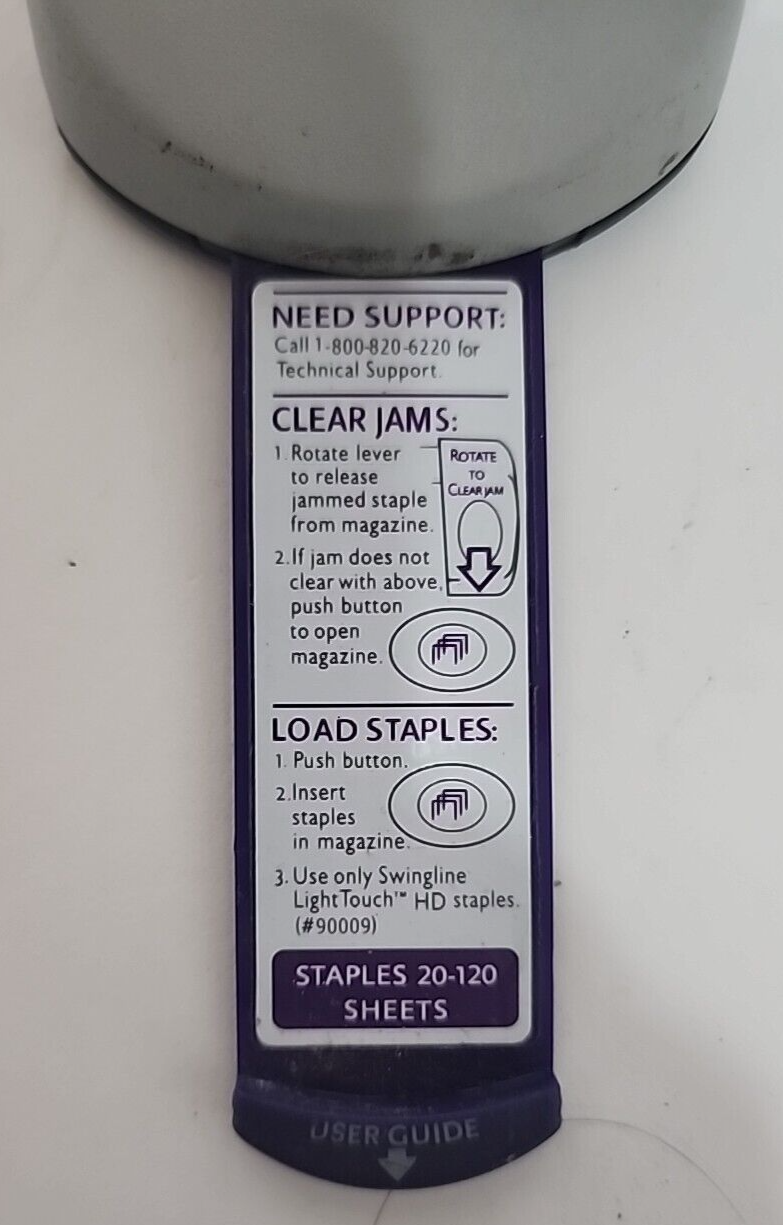 NEED SUPPORT:
Call 1-800-820-6220 for
Technical Support.
CLEAR JAMS:
1. Rotate lever
to release
jammed staple
from magazine.
ROTATE
TO
CLEAR JAM
2. If jam does not
clear with above,
push button
to open
magazine.
LOAD STAPLES:
1. Push button.
2. Insert
staples
in magazine.
3. Use only Swingline
LightTouch™ HD staples.
(#90009)
STAPLES 20-120
SHEETS
USER GUIDE